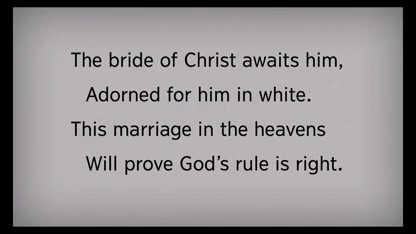 The bride of Christ awaits him,
Adorned for him in white.
This marriage in the heavens
Will prove God’s rule is right.